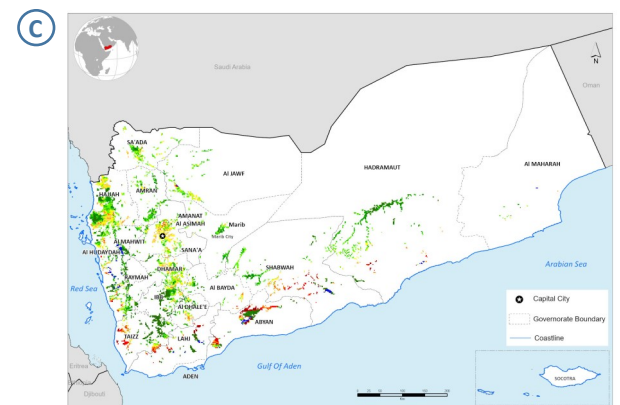 C
Saudi Arabia
Oman
N
SA'ADA
Al JAWF
HADRAMAUT
Al MAHARAH
HAJJAH
AMRAN
AMANAT
Al ASIMAH
Marib
Marib City
Al MAHWIT
SANA'A
Al HUDAYDAH
DHAMAR
RAYMAH
SHABWAH
Al BAYDA
Arabian Sea
Red Sea
IBB
Al DHALE'E
ABYAN
TAIZZ
LAHJ
ADEN
Gulf Of Aden
Eritrea
Djibouti
Capital City
Governorate Boundary
Coastline
SOCOTRA